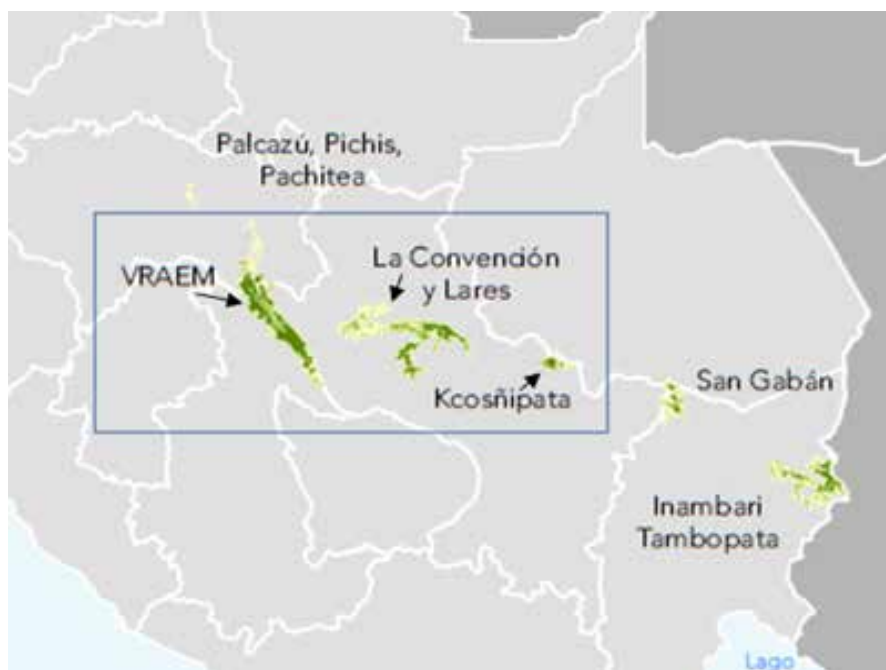 Palcazú, Pichis,
Pachitea
La Convención
y Lares
VRAEM
Kcosñipata
San Gabán
Inambari
Tambopata
Lago